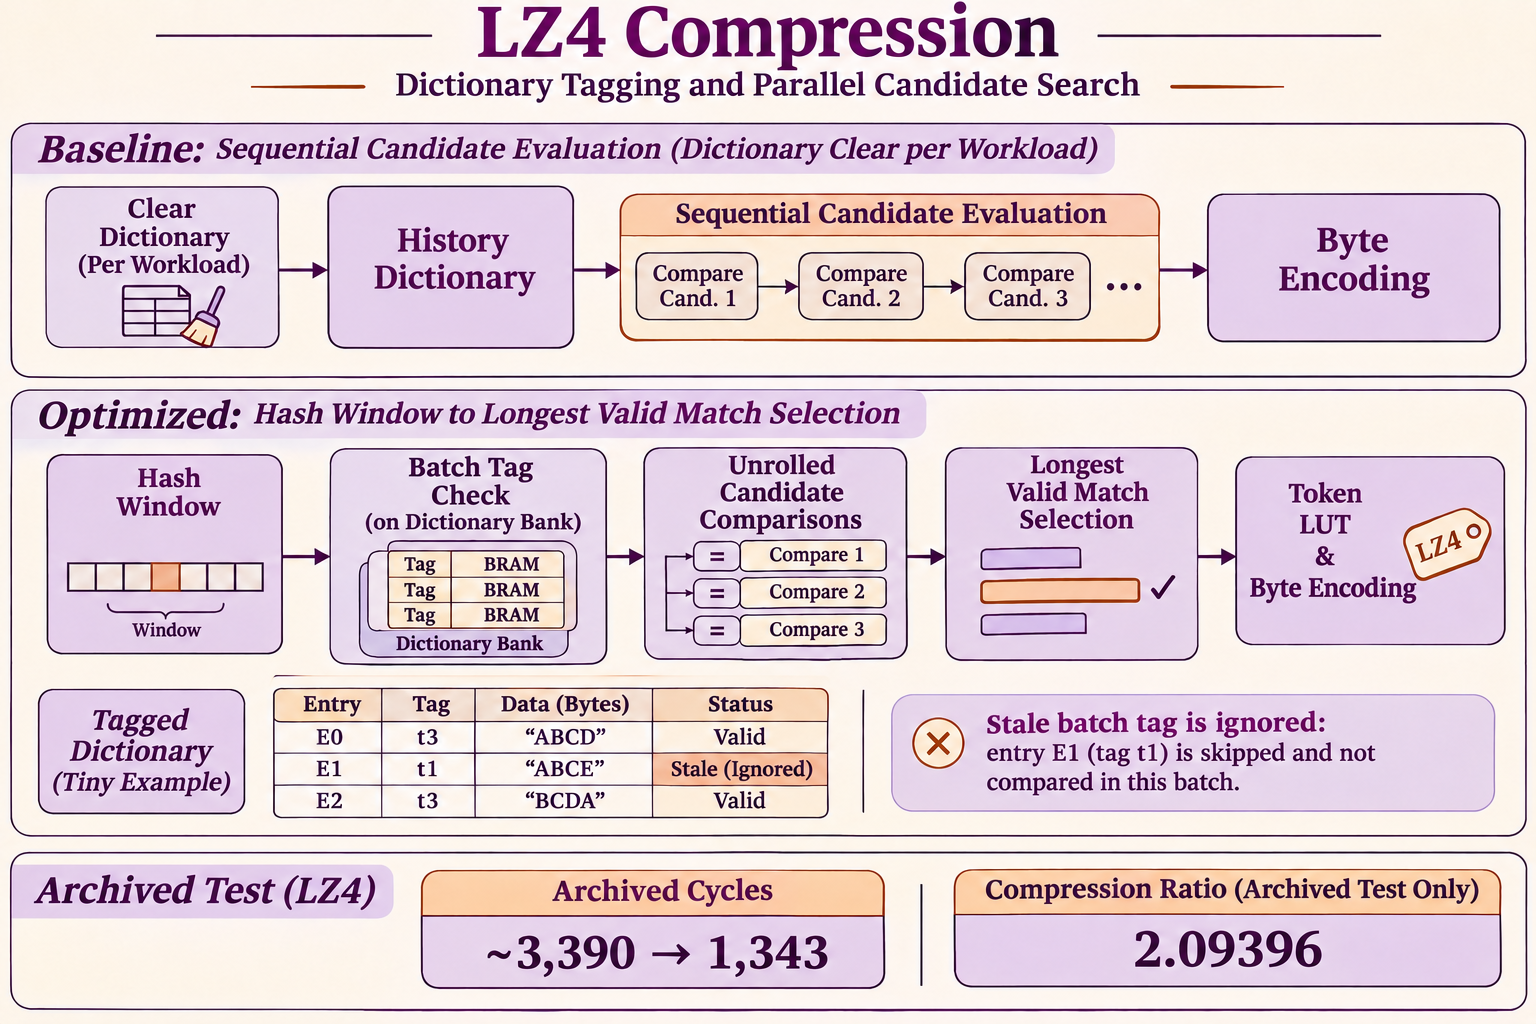 LZ4 Compression
Dictionary Tagging and Parallel Candidate Search
Baseline: Sequential Candidate Evaluation (Dictionary Clear per Workload)
Clear
Dictionary
(Per Workload)
History
Dictionary
Sequential Candidate Evaluation
Compare
Cand. 1
Compare
Cand. 2
Compare
Cand. 3
...
Byte
Encoding
Optimized: Hash Window to Longest Valid Match Selection
Hash
Window
Window
Batch Tag
Check
(on Dictionary Bank)
Tag BRAM
Tag BRAM
Tag BRAM
Dictionary Bank
Unrolled
Candidate
Comparisons
= Compare 1
= Compare 2
= Compare 3
Longest
Valid Match
Selection
✓
Token
LUT
&
Byte Encoding
LZ4
Tagged
Dictionary
(Tiny Example)
Entry Tag Data (Bytes) Status
E0 t3 “ABCD” Valid
E1 t1 “ABCE” Stale (Ignored)
E2 t3 “BCDA” Valid
Stale batch tag is ignored:
entry E1 (tag t1) is skipped and not
compared in this batch.
Archived Test (LZ4)
Archived Cycles
~3,390 → 1,343
Compression Ratio (Archived Test Only)
2.09396